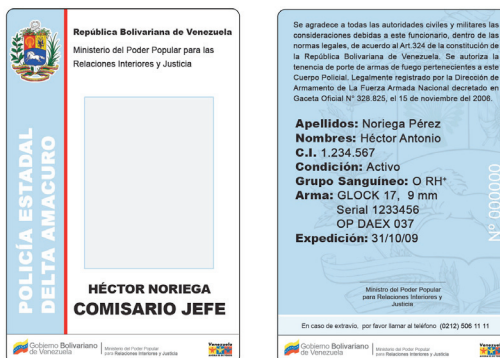 República Bolivariana de Venezuela
Ministerio del Poder Popular para las
Relaciones Interiores y Justicia
POLICÍA ESTADAL
DELTA AMACURO
HÉCTOR NORIEGA
COMISARIO JEFE
Gobierno Bolivariano
de Venezuela
Ministerio del Poder Popular
para Relaciones Interiores y Justicia
Se agradece a todas las autoridades civiles y militares las
consideraciones debidas a este funcionario, dentro de las
normas legales, de acuerdo al Art.324 de la constitución de
la República Bolivariana de Venezuela. Se autoriza la
tenencia de porte de armas de fuego pertenecientes a este
Cuerpo Policial. Legalmente registrado por la Dirección de
Armamento de La Fuerza Armada Nacional decretado en
Gaceta Oficial N° 328.825, el 15 de noviembre del 2006.
Apellidos: Noriega Pérez
Nombres: Héctor Antonio
C.I. 1.234.567
Condición: Activo
Grupo Sanguíneo: O RH+
Arma: GLOCK 17, 9 mm
Serial 1233456
OP DAEX 037
Expedición: 31/10/09
Nº 000000
Ministro del Poder Popular
para Relaciones Interiores y
Justicia
En caso de extravío, por favor llamar al teléfono (0212) 506 11 11
Gobierno Bolivariano
de Venezuela
Ministerio del Poder Popular
para Relaciones Interiores y Justicia